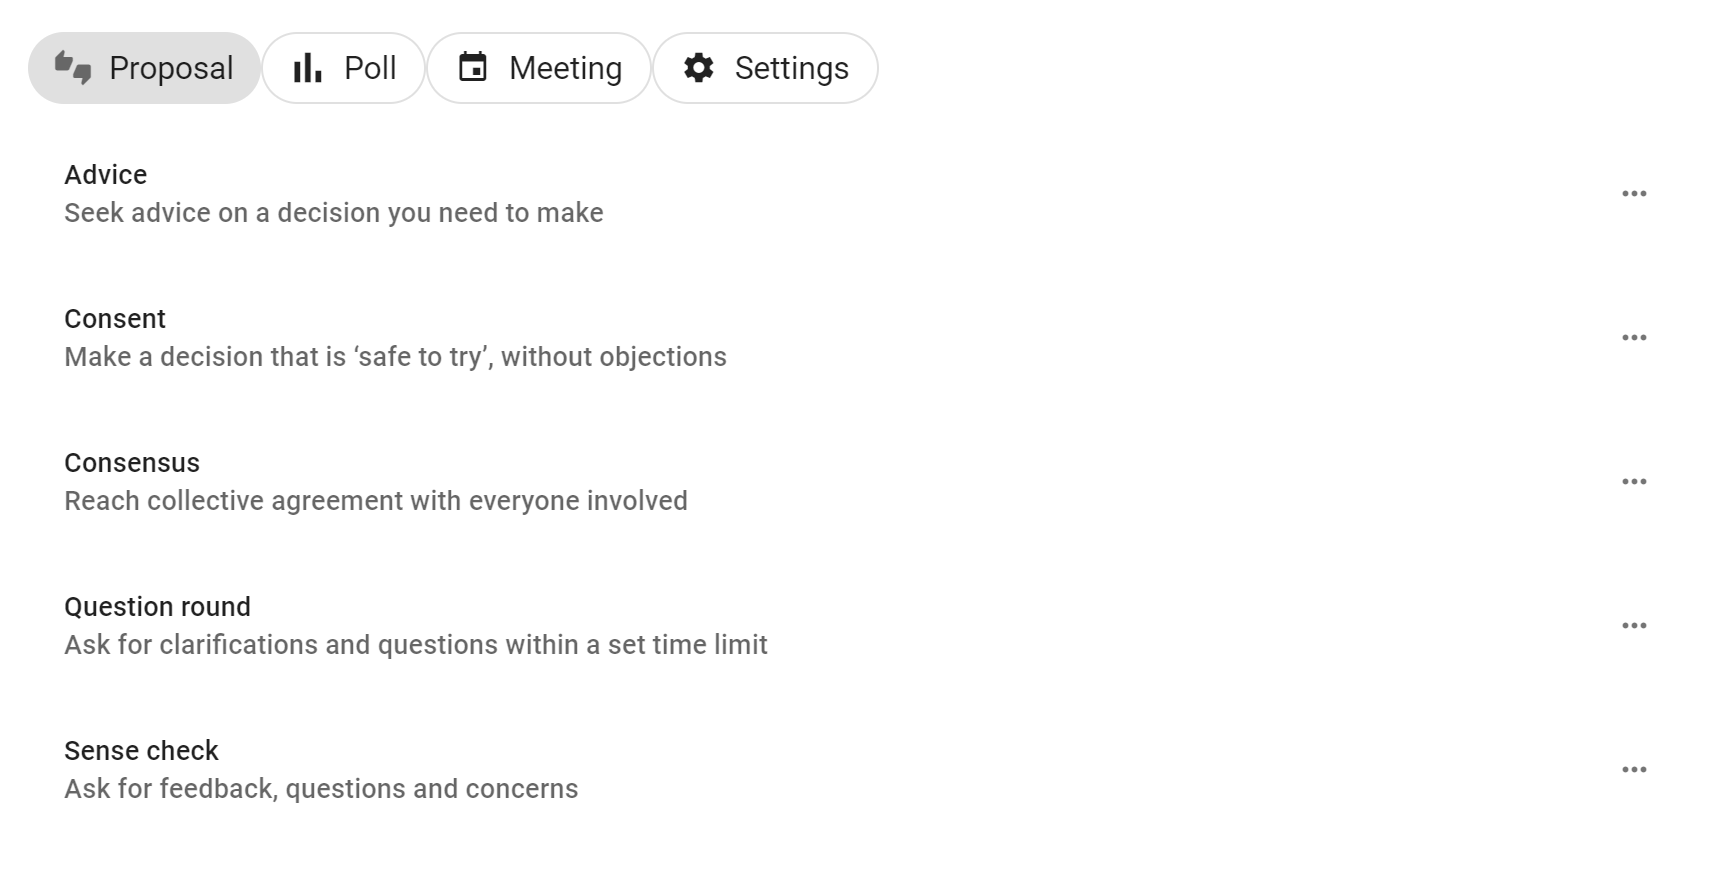 Proposal Poll Meeting Settings
Advice
Seek advice on a decision you need to make
Consent
Make a decision that is ‘safe to try’, without objections
Consensus
Reach collective agreement with everyone involved
Question round
Ask for clarifications and questions within a set time limit
Sense check
Ask for feedback, questions and concerns